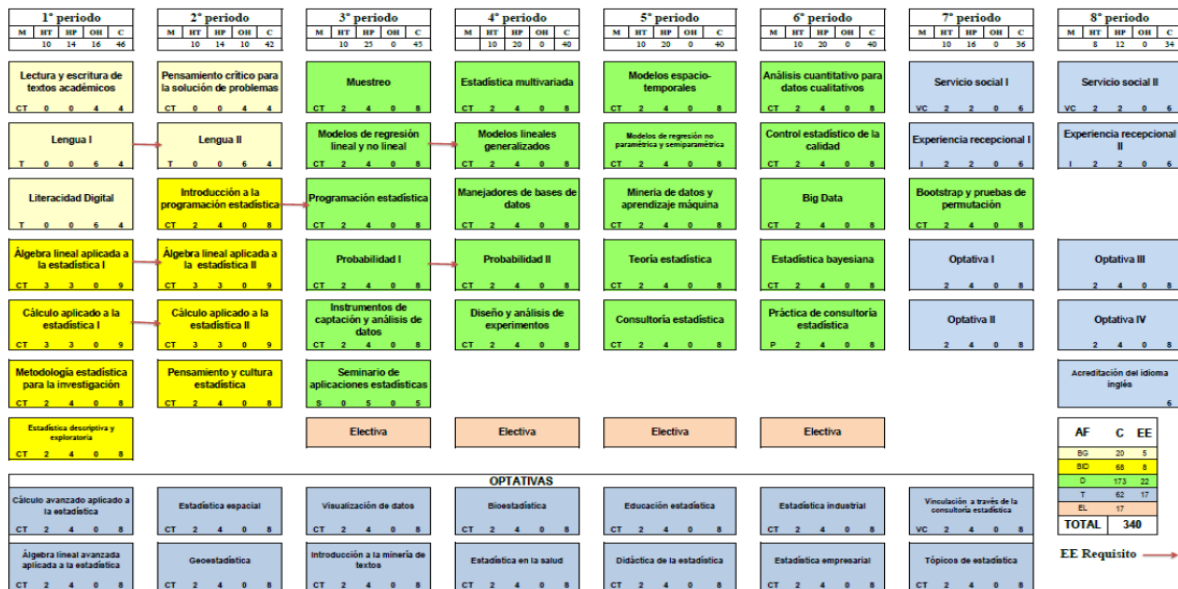 1° periodo 2° periodo 3° periodo 4° periodo 5° periodo 6° periodo 7° periodo 8° periodo
M HT HP OH C M HT HP OH C M HT HP OH C M HT HP OH C M HT HP OH C M HT HP OH C M HT HP OH C M HT HP OH C
10 14 16 46 10 14 10 42 10 25 0 45 10 20 0 40 10 20 0 40 10 20 0 40 10 16 0 36 8 12 0 34
Lectura y escritura de textos académicos
CT 0 0 4 4
Pensamiento crítico para la solución de problemas
CT 0 0 4 4
Muestreo
CT 2 4 0 8
Estadística multivariada
CT 2 4 0 8
Modelos espacio-temporales
CT 2 4 0 8
Análisis cuantitativo para datos cualitativos
CT 2 4 0 8
Servicio social I
VC 2 2 0 6
Servicio social II
VC 2 2 0 6
Lengua I
T 0 0 6 4
Lengua II
T 0 0 6 4
Modelos de regresión lineal y no lineal
CT 2 4 0 8
Modelos lineales generalizados
CT 2 4 0 8
Modelos de regresión no paramétrica y semiparamétrica
CT 2 4 0 8
Control estadístico de la calidad
CT 2 4 0 8
Experiencia recepcional I
I 2 2 0 6
Experiencia recepcional II
I 2 2 0 6
Literacidad Digital
T 0 0 6 4
Introducción a la programación estadística
CT 2 4 0 8
Programación estadística
CT 2 4 0 8
Manejadores de bases de datos
CT 2 4 0 8
Minería de datos y aprendizaje máquina
CT 2 4 0 8
Big Data
CT 2 4 0 8
Bootstrap y pruebas de permutación
CT 2 4 0 8
Álgebra lineal aplicada a la estadística I
CT 3 3 0 9
Álgebra lineal aplicada a la estadística II
CT 3 3 0 9
Probabilidad I
CT 2 4 0 8
Probabilidad II
CT 2 4 0 8
Teoría estadística
CT 2 4 0 8
Estadística bayesiana
CT 2 4 0 8
Optativa I
2 4 0 8
Optativa III
2 4 0 8
Cálculo aplicado a la estadística I
CT 3 3 0 9
Cálculo aplicado a la estadística II
CT 3 3 0 9
Instrumentos de captación y análisis de datos
CT 2 4 0 8
Diseño y análisis de experimentos
CT 2 4 0 8
Consultoría estadística
CT 2 4 0 8
Práctica de consultoría estadística
P 2 4 0 8
Optativa II
2 4 0 8
Optativa IV
2 4 0 8
Metodología estadística para la investigación
CT 2 4 0 8
Pensamiento y cultura estadística
CT 2 4 0 8
Seminario de aplicaciones estadísticas
S 0 5 0 5
Acreditación del idioma inglés
6
Estadística descriptiva y exploratoria
CT 2 4 0 8
Electiva
Electiva
Electiva
Electiva
AF C EE
BG 20 5
BID 68 8
D 173 22
T 62 17
EL 17
TOTAL 340
EE Requisito
OPTATIVAS
Cálculo avanzado aplicado a la estadística
CT 2 4 0 8
Estadística espacial
CT 2 4 0 8
Visualización de datos
CT 2 4 0 8
Bioestadística
CT 2 4 0 8
Educación estadística
CT 2 4 0 8
Estadística industrial
CT 2 4 0 8
Vinculación a través de la consultoría estadística
VC 2 4 0 8
Álgebra lineal avanzada aplicada a la estadística
CT 2 4 0 8
Geoestadística
CT 2 4 0 8
Introducción a la minería de textos
CT 2 4 0 8
Estadística en la salud
CT 2 4 0 8
Didáctica de la estadística
CT 2 4 0 8
Estadística empresarial
CT 2 4 0 8
Tópicos de estadística
CT 2 4 0 8